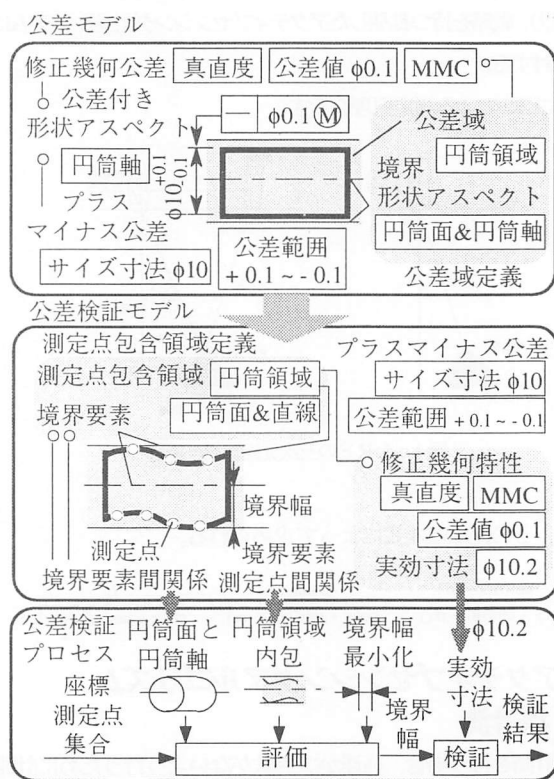 公差モデル
修正幾何公差 真直度 公差値 φ0.1 MMC
公差付き
形状アスペクト
― φ0.1 Ⓜ
公差域
円筒領域
円筒軸
φ10 +0.1 -0.1
境界
形状アスペクト
プラス
マイナス公差
円筒面&円筒軸
サイズ寸法 φ10
公差範囲
+ 0.1 ~ - 0.1
公差域定義
公差検証モデル
測定点包含領域定義
プラスマイナス公差
測定点包含領域 円筒領域
サイズ寸法 φ10
境界要素
円筒面&直線
公差範囲 + 0.1 ~ - 0.1
修正幾何特性
真直度 MMC
境界幅
公差値 φ0.1
測定点
境界要素
実効寸法 φ10.2
境界要素間関係
測定点間関係
公差検証
プロセス
円筒面と
円筒軸
円筒領域
内包
境界幅
最小化
φ10.2
座標
測定点
集合
実効
寸法
境界
幅
検証
結果
評価
検証